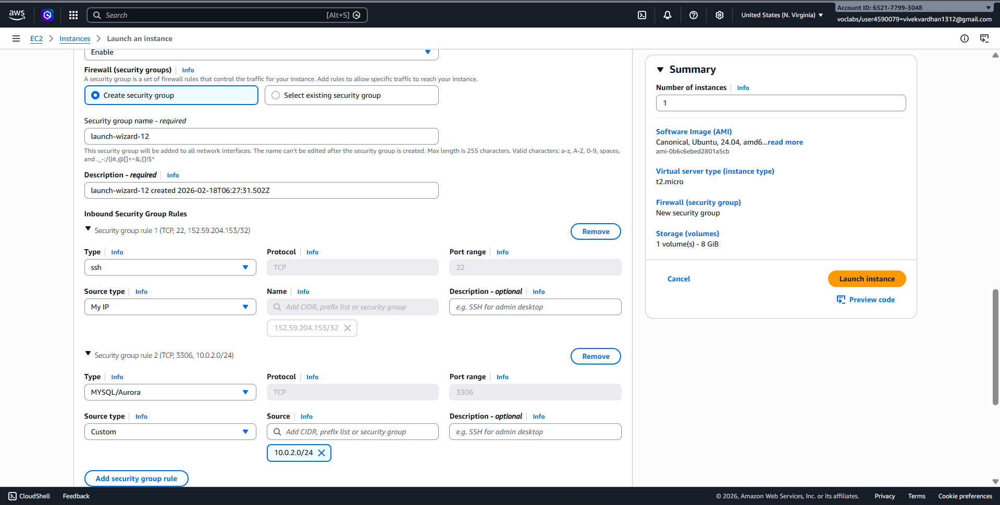 aws
Search
[Alt+S]
United States (N. Virginia)
Account ID: 6521-7799-3048
voclabs/user4590079=vivekvardhan1312@gmail.com
EC2
Instances
Launch an instance
Enable
Firewall (security groups) Info
A security group is a set of firewall rules that control the traffic for your instance. Add rules to allow specific traffic to reach your instance.
Create security group
Select existing security group
Security group name - required
launch-wizard-12
This security group will be added to all network interfaces. The name can't be edited after the security group is created. Max length is 255 characters. Valid characters: a-z, A-Z, 0-9, spaces,
and ._-:/()#,@[]+=&;{}!$*
Description - required Info
launch-wizard-12 created 2026-02-18T06:27:31.502Z
Inbound Security Group Rules
Security group rule 1 (TCP, 22, 152.59.204.153/32)
Remove
Type Info
Protocol Info
Port range Info
ssh
TCP
22
Source type Info
Name Info
Description - optional Info
My IP
Add CIDR, prefix list or security group
e.g. SSH for admin desktop
152.59.204.153/32
Security group rule 2 (TCP, 3306, 10.0.2.0/24)
Remove
Type Info
Protocol Info
Port range Info
MYSQL/Aurora
TCP
3306
Source type Info
Source Info
Description - optional Info
Custom
Add CIDR, prefix list or security group
e.g. SSH for admin desktop
10.0.2.0/24
Add security group rule
Summary
Number of instances Info
1
Software Image (AMI)
Canonical, Ubuntu, 24.04, amd6...read more
ami-0b6c6ebed2801a5cb
Virtual server type (instance type)
t2.micro
Firewall (security group)
New security group
Storage (volumes)
1 volume(s) - 8 GiB
Cancel
Launch instance
Preview code
CloudShell
Feedback
© 2026, Amazon Web Services, Inc. or its affiliates.
Privacy
Terms
Cookie preferences